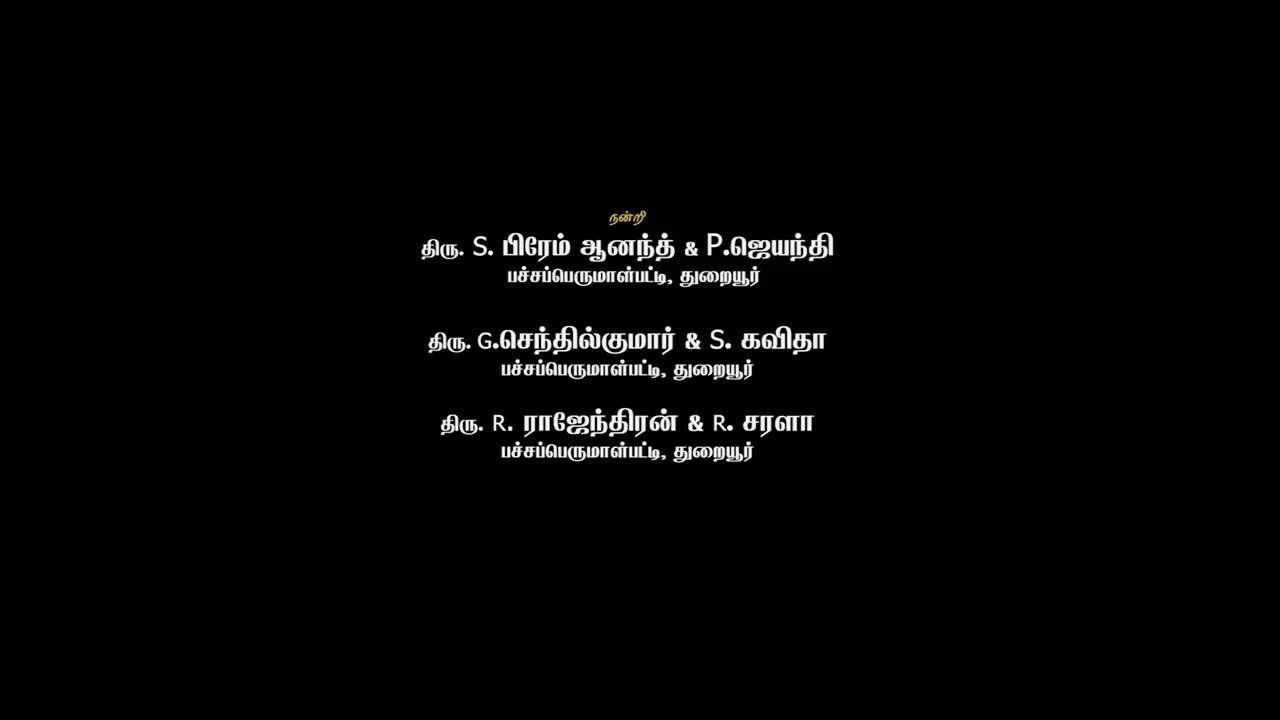 நன்றி
திரு. S. பிரேம் ஆனந்த் & P.ஜெயந்தி
பச்சப்பெருமாள்பட்டி, துறையூர்
திரு. G.செந்தில்குமார் & S. கவிதா
பச்சப்பெருமாள்பட்டி, துறையூர்
திரு. R. ராஜேந்திரன் & R. சரளா
பச்சப்பெருமாள்பட்டி, துறையூர்